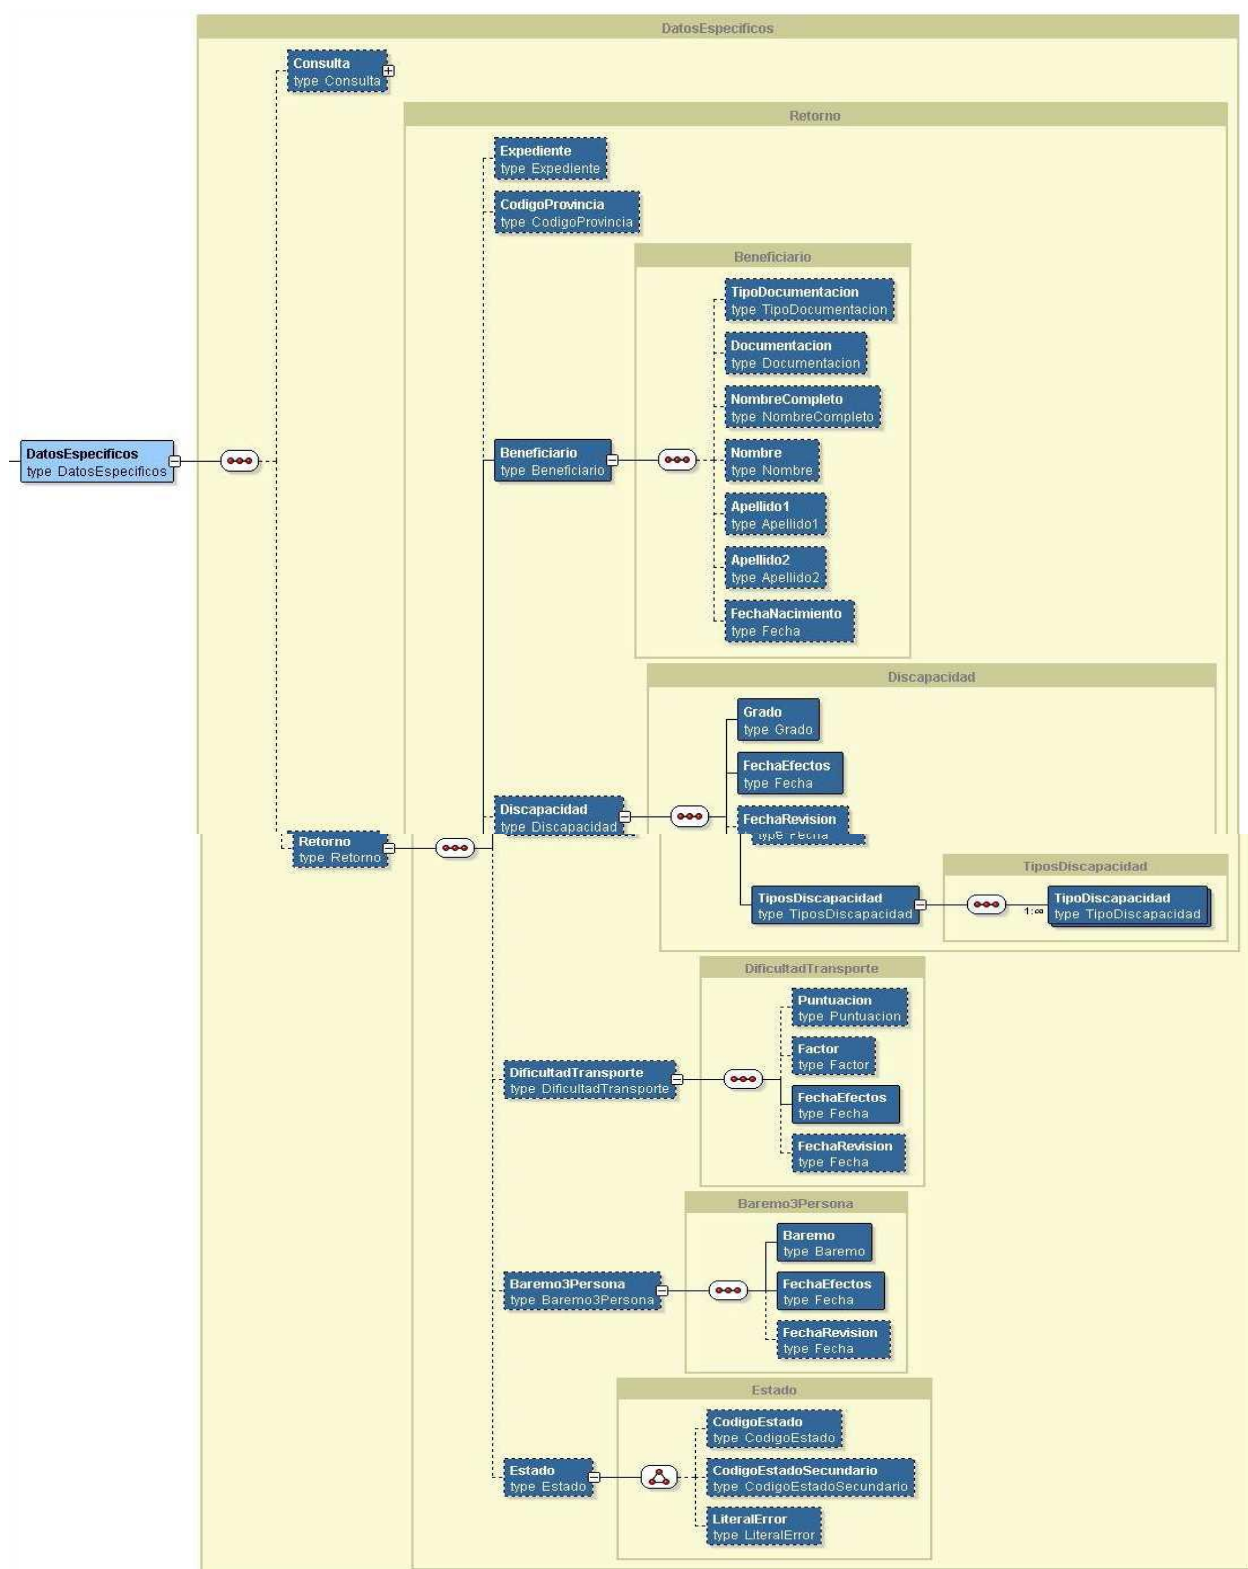 DatosEspecificos
Consulta
type Consulta
Retorno
Expediente
type Expediente
CodigoProvincia
type CodigoProvincia
Beneficiario
TipoDocumentacion
type TipoDocumentacion
Documentacion
type Documentacion
NombreCompleto
type NombreCompleto
DatosEspecificos
type DatosEspecificos
Beneficiario
type Beneficiario
Nombre
type Nombre
Apellido1
type Apellido1
Apellido2
type Apellido2
FechaNacimiento
type Fecha
Discapacidad
Grado
type Grado
FechaEfectos
type Fecha
Discapacidad
type Discapacidad
FechaRevision
type Fecha
Retorno
type Retorno
TiposDiscapacidad
TiposDiscapacidad
type TiposDiscapacidad
1:∞
TipoDiscapacidad
type TipoDiscapacidad
DificultadTransporte
Puntuacion
type Puntuacion
Factor
type Factor
DificultadTransporte
type DificultadTransporte
FechaEfectos
type Fecha
FechaRevision
type Fecha
Baremo3Persona
Baremo
type Baremo
Baremo3Persona
type Baremo3Persona
FechaEfectos
type Fecha
FechaRevision
type Fecha
Estado
CodigoEstado
type CodigoEstado
Estado
type Estado
CodigoEstadoSecundario
type CodigoEstadoSecundario
LiteralError
type LiteralError